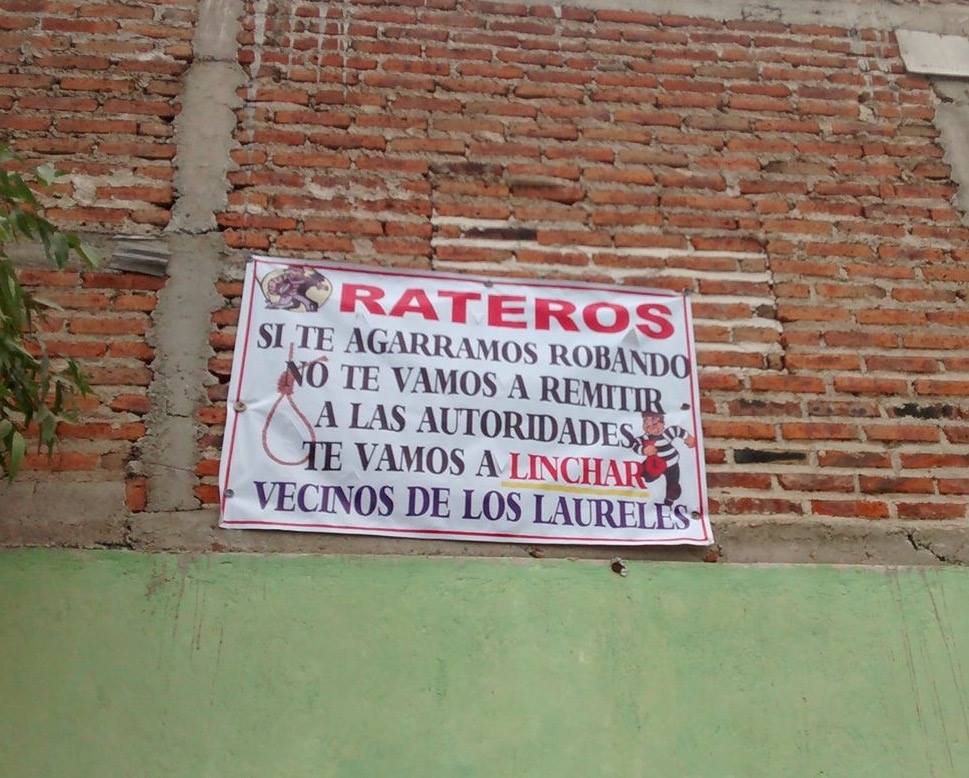 RATEROS
SI TE AGARRAMOS ROBANDO
NO TE VAMOS A REMITIR
A LAS AUTORIDADES,
TE VAMOS A LINCHAR
VECINOS DE LOS LAURELES